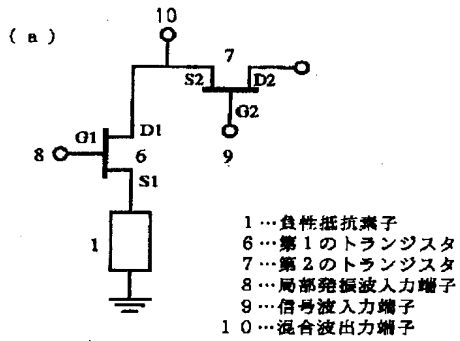 (a)
10
7
S2
D2
G2
9
G1
D1
8
6
S1
1
1…負性抵抗素子
6…第1のトランジスタ
7…第2のトランジスタ
8…局部発振波入力端子
9…信号波入力端子
10…混合波出力端子